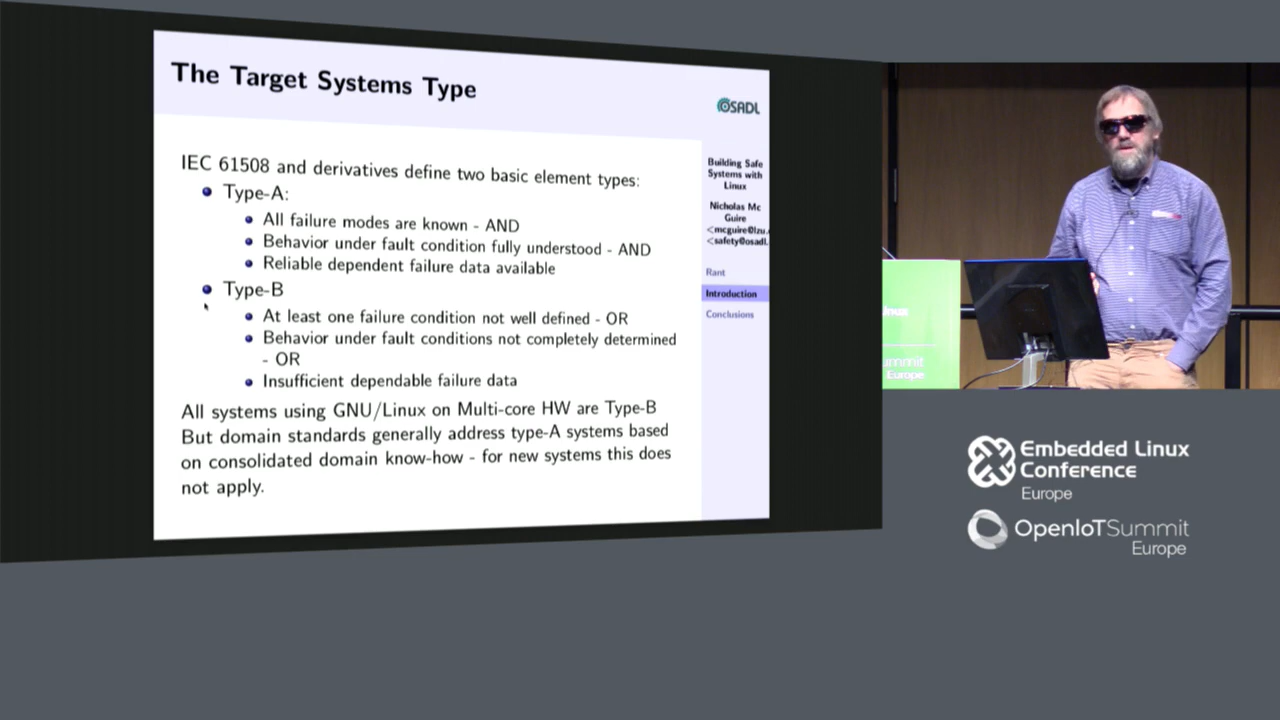 The Target Systems Type
OSADL
IEC 61508 and derivatives define two basic element types:
Type-A:
All failure modes are known - AND
Behavior under fault condition fully understood - AND
Reliable dependent failure data available
Type-B
At least one failure condition not well defined - OR
Behavior under fault conditions not completely determined
- OR
Insufficient dependable failure data
All systems using GNU/Linux on Multi-core HW are Type-B
But domain standards generally address type-A systems based
on consolidated domain know-how - for new systems this does
not apply.
Building Safe
Systems with
Linux
Nicholas Mc
Guire
<mcguire@lzu.
<safety@osadl.
Rant
Introduction
Conclusions
Europe
Embedded Linux
Conference
Europe
OpenIoTSummit
Europe